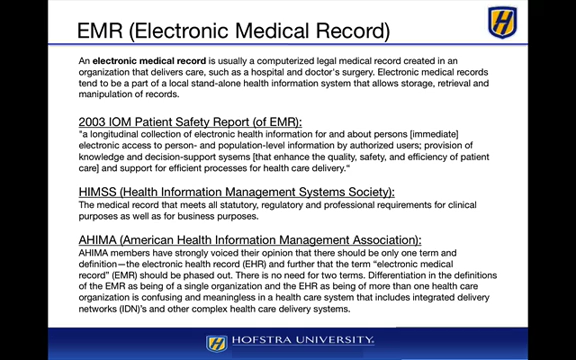 EMR (Electronic Medical Record)
An electronic medical record is usually a computerized legal medical record created in an
organization that delivers care, such as a hospital and doctor's surgery. Electronic medical records
tend to be a part of a local stand-alone health information system that allows storage, retrieval and
manipulation of records.
2003 IOM Patient Safety Report (of EMR):
"a longitudinal collection of electronic health information for and about persons [immediate]
electronic access to person- and population-level information by authorized users; provision of
knowledge and decision-support sysems [that enhance the quality, safety, and efficiency of patient
care] and support for efficient processes for health care delivery."
HIMSS (Health Information Management Systems Society):
The medical record that meets all statutory, regulatory and professional requirements for clinical
purposes as well as for business purposes.
AHIMA (American Health Information Management Association):
AHIMA members have strongly voiced their opinion that there should be only one term and
definition—the electronic health record (EHR) and further that the term "electronic medical
record" (EMR) should be phased out. There is no need for two terms. Differentiation in the definitions
of the EMR as being of a single organization and the EHR as being of more than one health care
organization is confusing and meaningless in a health care system that includes integrated delivery
networks (IDN)'s and other complex health care delivery systems.
HOFSTRA UNIVERSITY